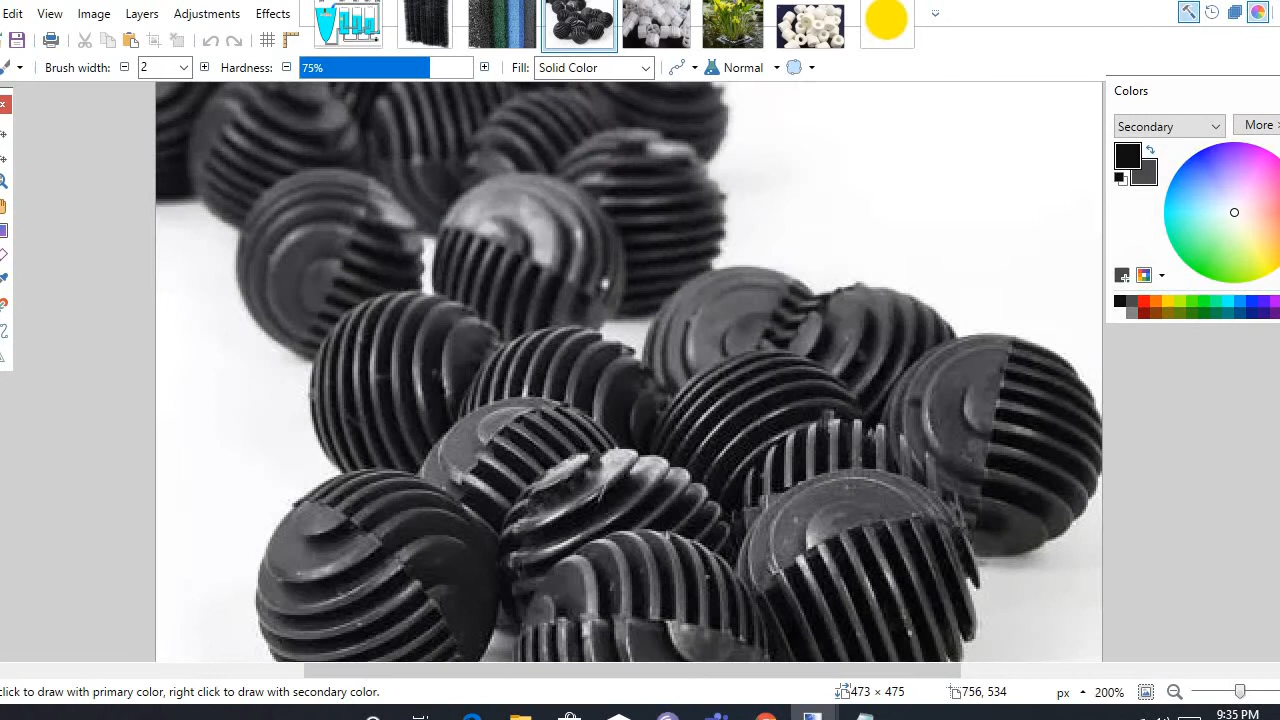 Edit View Image Layers Adjustments Effects
Brush width: 2 Hardness: 75% Fill: Solid Color Normal
Colors
Secondary More
click to draw with primary color, right click to draw with secondary color. 473 × 475 756, 534 px 200%
9:35 PM